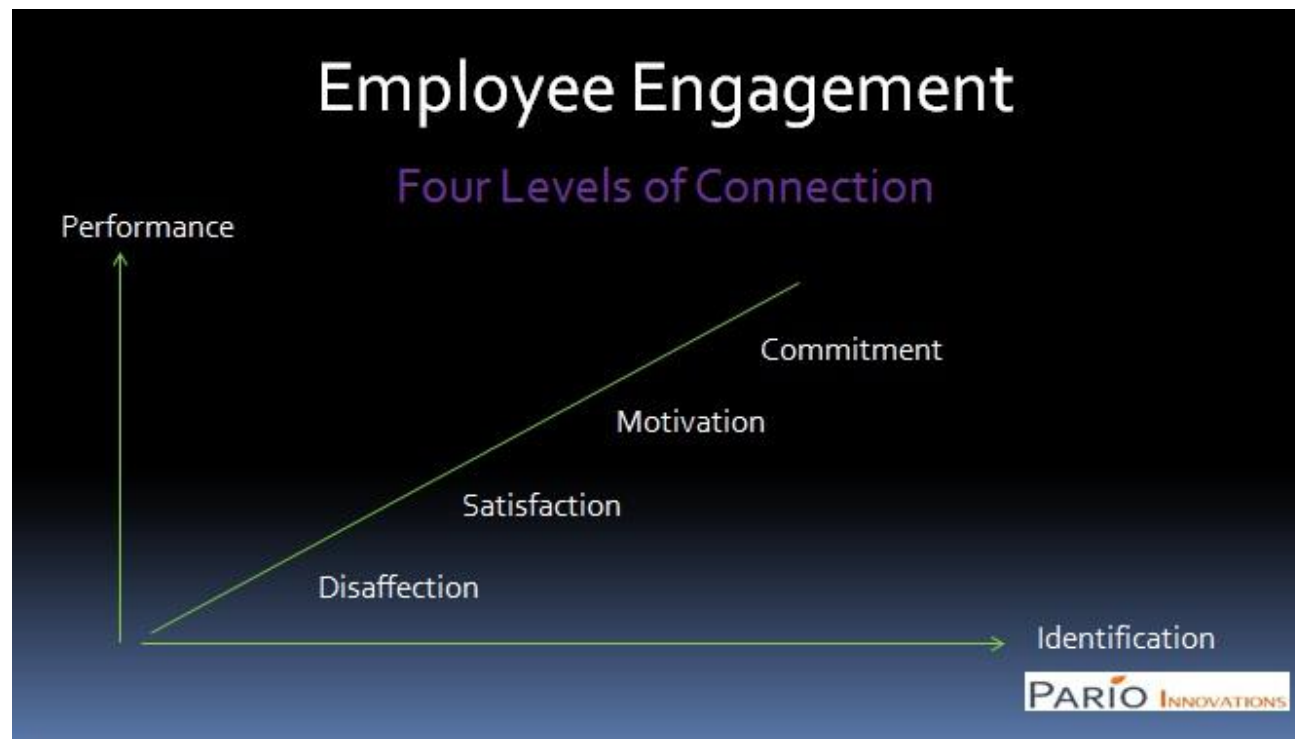 Employee Engagement
Four Levels of Connection
Performance
Commitment
Motivation
Satisfaction
Disaffection
Identification
PARIO INNOVATIONS